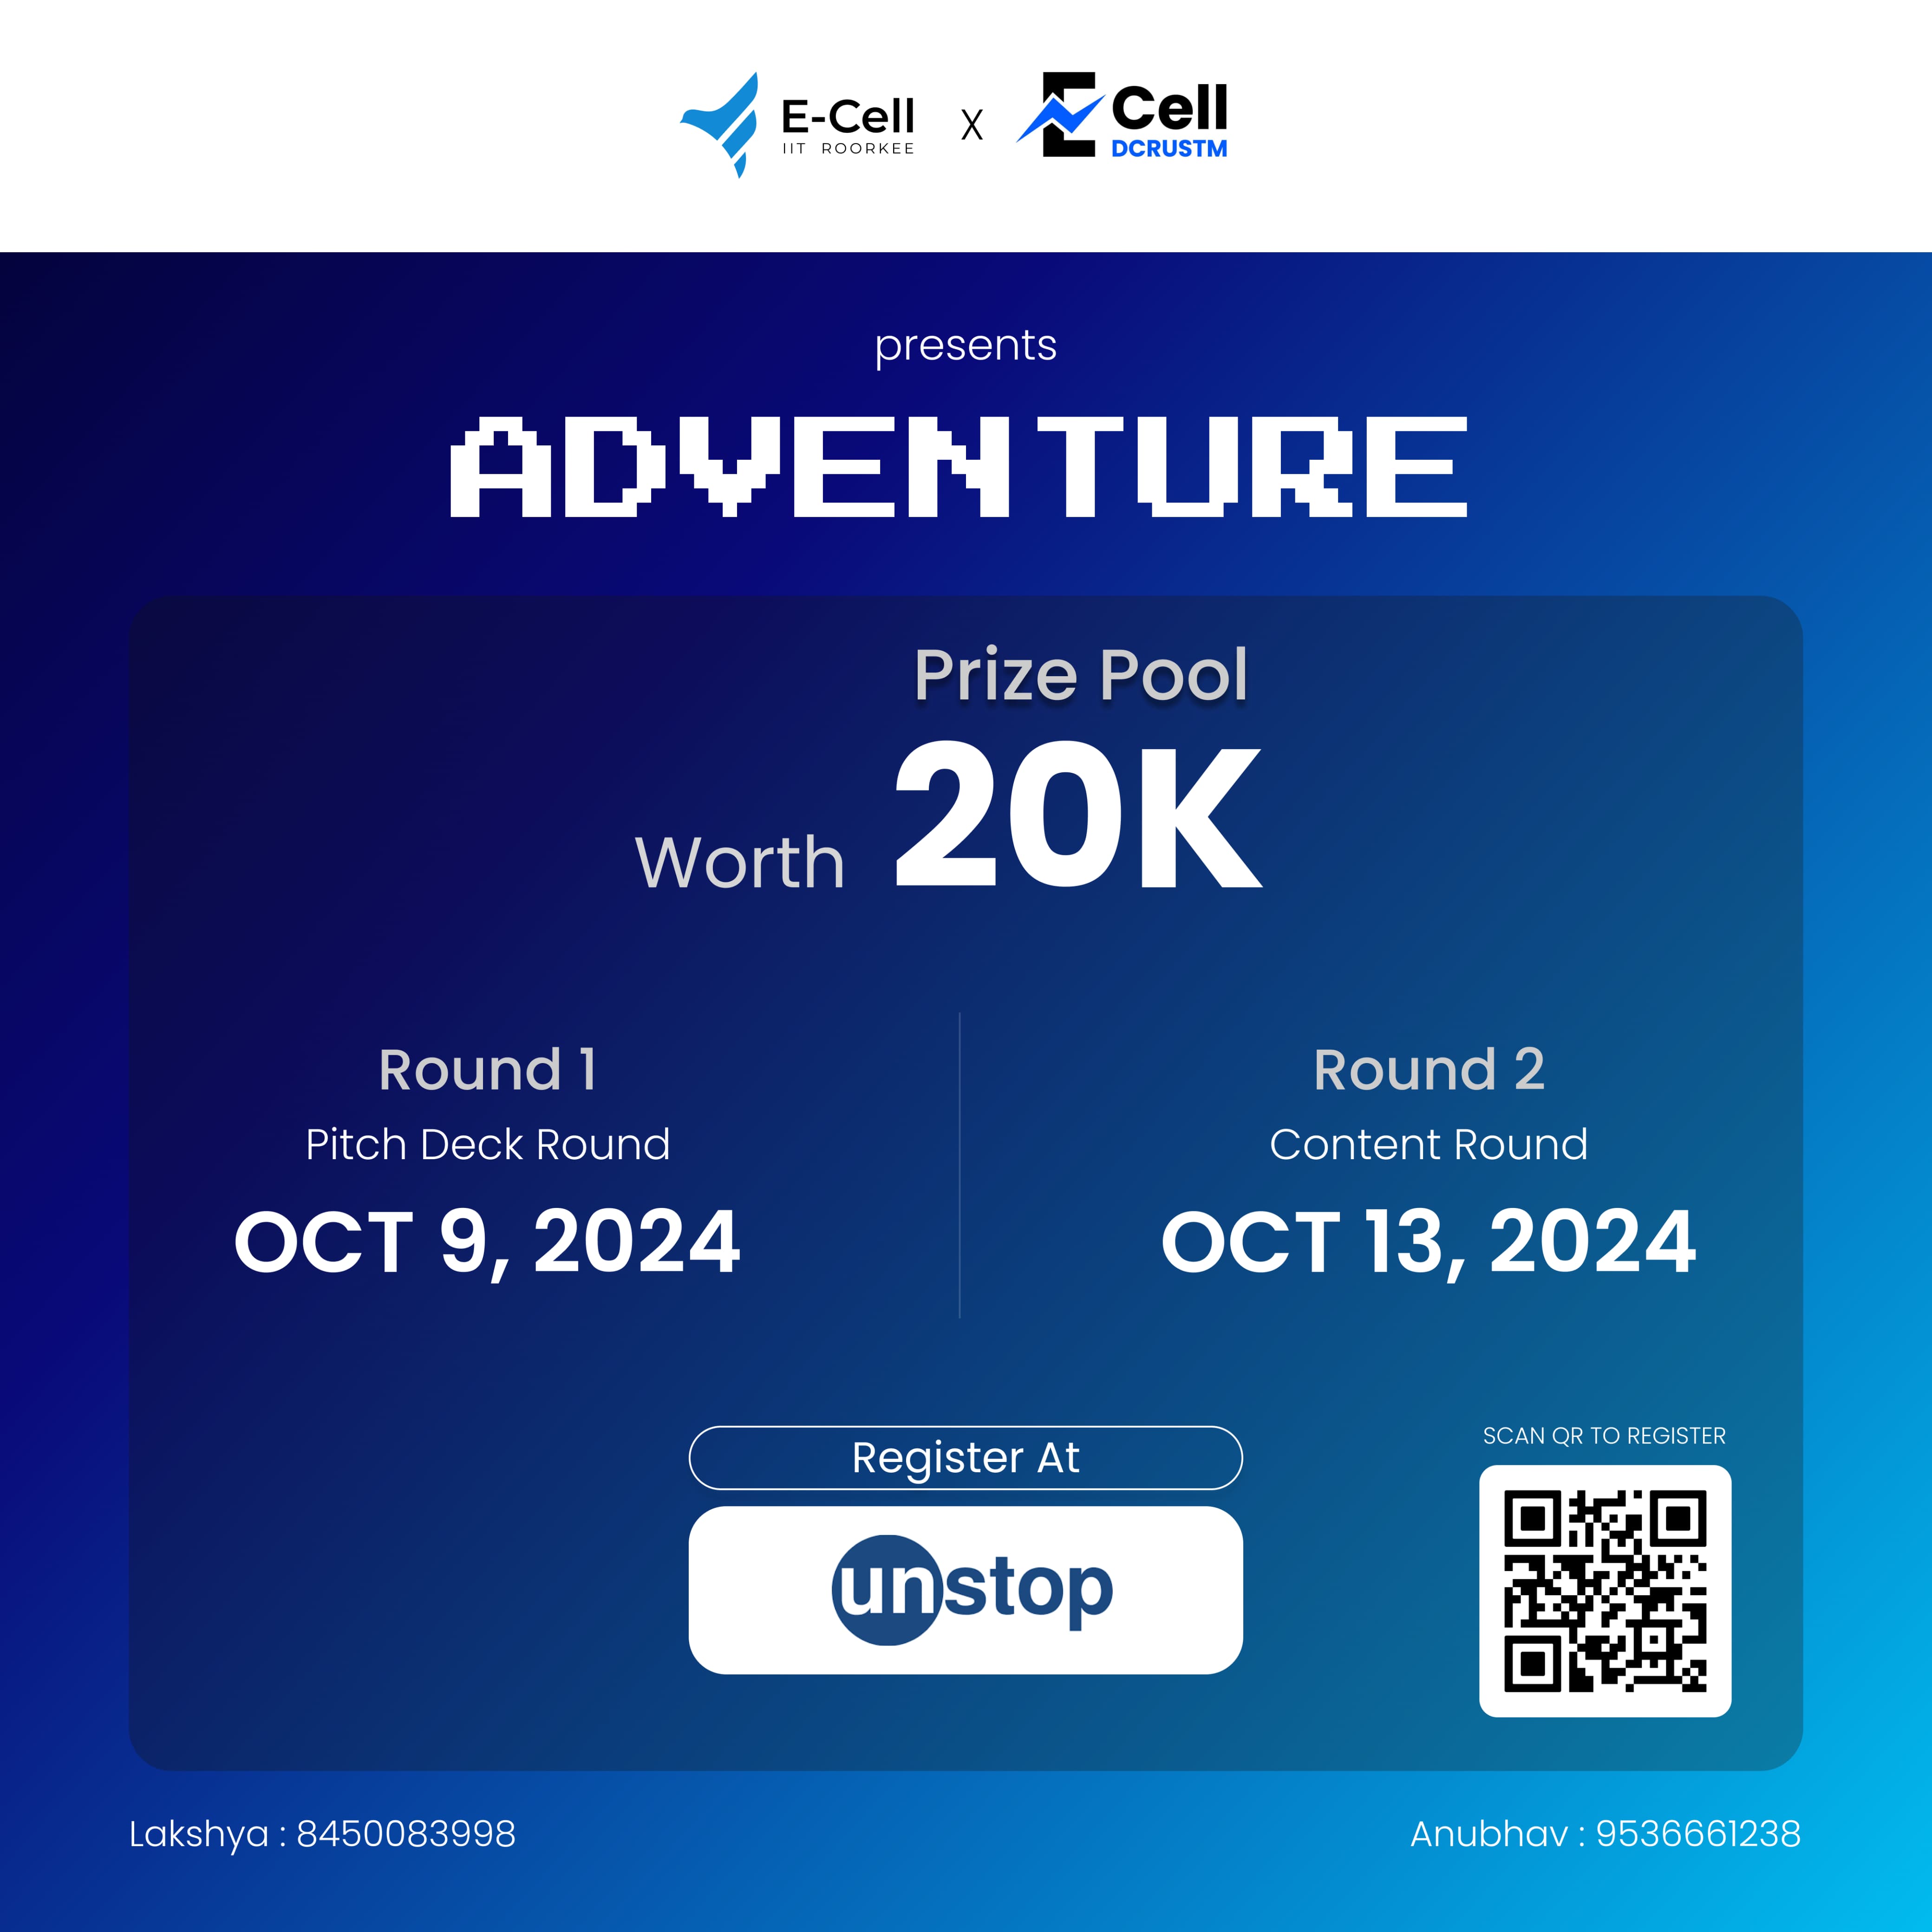 E-Cell
IIT ROORKEE
X
E Cell
DCRUSTM
presents
ADVENTURE
Prize Pool
Worth 20K
Round 1
Pitch Deck Round
OCT 9, 2024
Round 2
Content Round
OCT 13, 2024
Register At
unstop
SCAN QR TO REGISTER
Lakshya : 8450083998
Anubhav : 9536661238